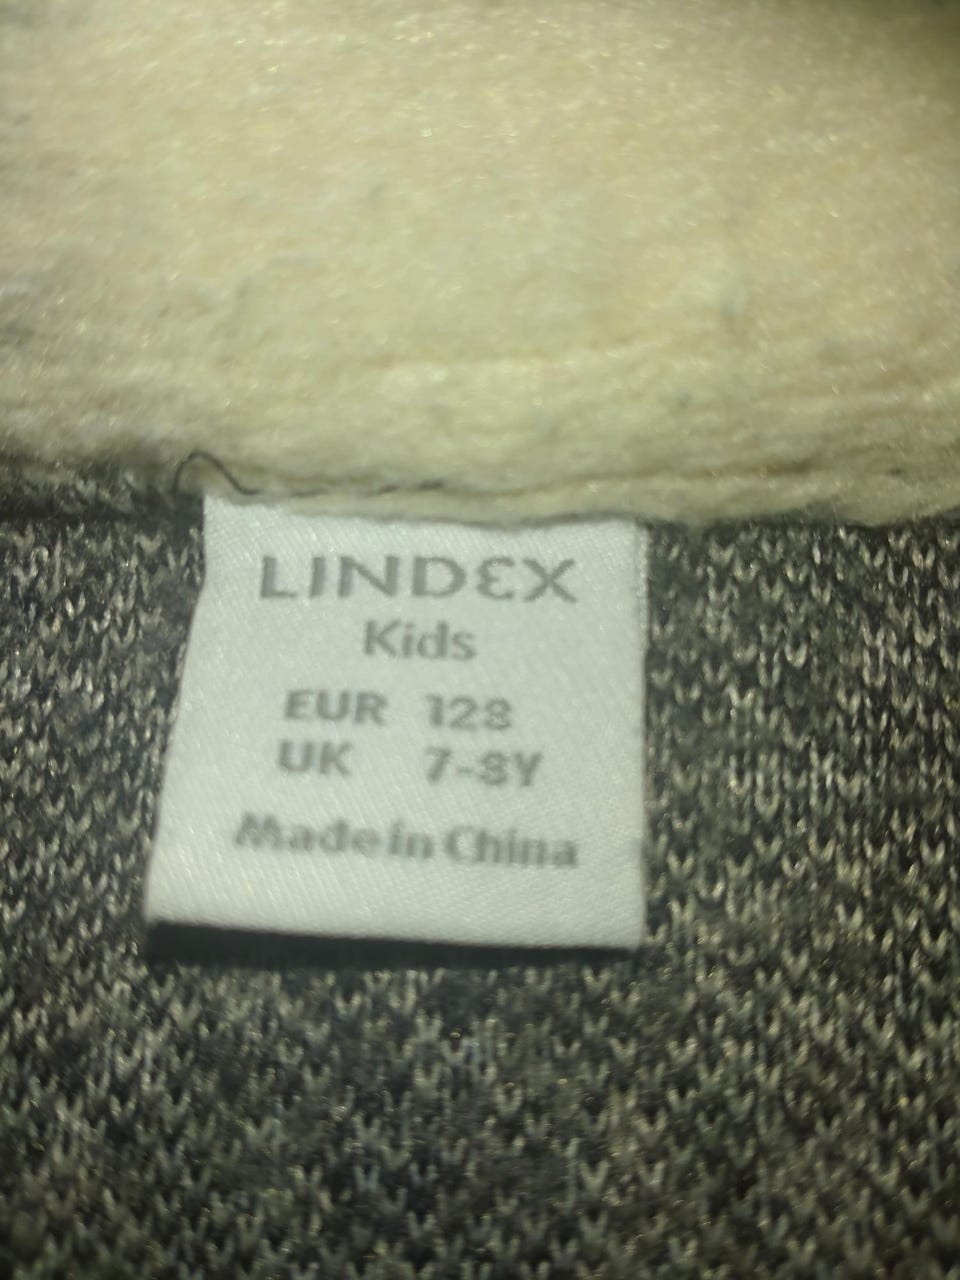 LINDEX
Kids
EUR 128
UK 7-8Y
Made in China